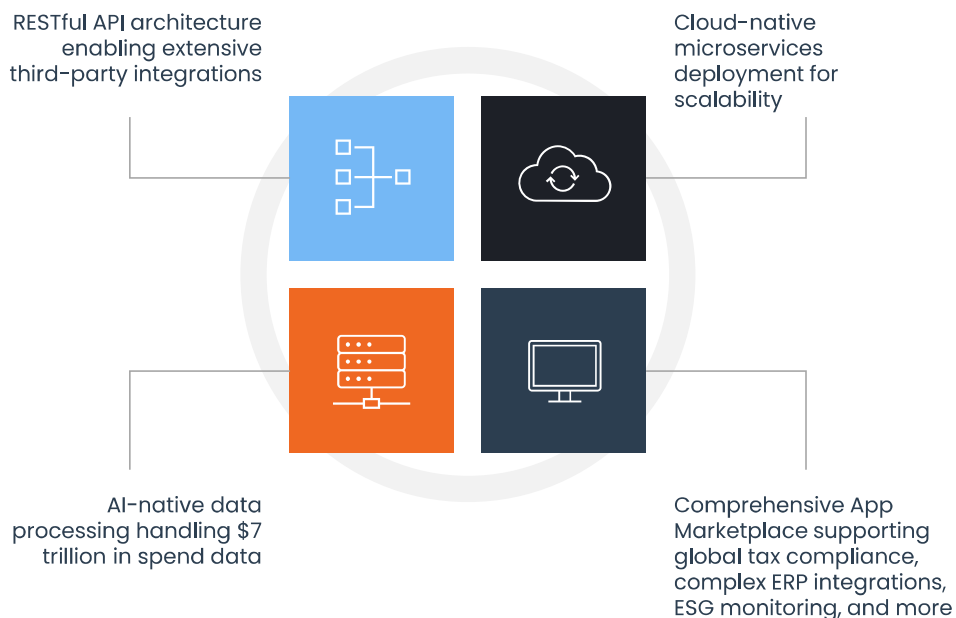 RESTful API architecture
enabling extensive
third-party integrations
Cloud-native
microservices
deployment for
scalability
AI-native data
processing handling $7
trillion in spend data
Comprehensive App
Marketplace supporting
global tax compliance,
complex ERP integrations,
ESG monitoring, and more